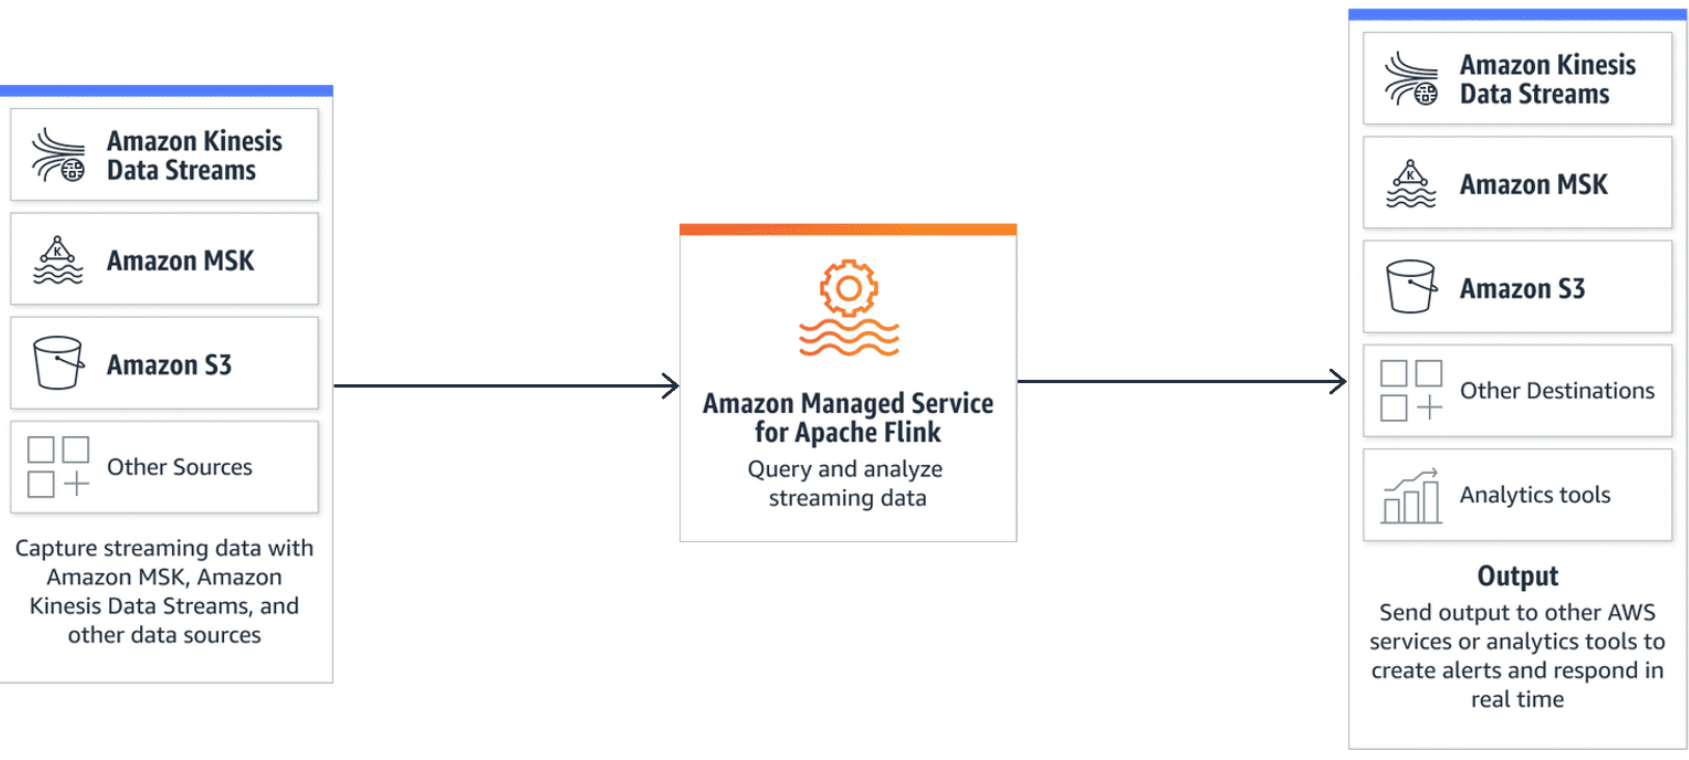 Amazon Kinesis
Data Streams
K
Amazon MSK
Amazon S3
Other Sources
Capture streaming data with
Amazon MSK, Amazon
Kinesis Data Streams, and
other data sources
Amazon Managed Service
for Apache Flink
Query and analyze
streaming data
Amazon Kinesis
Data Streams
K
Amazon MSK
Amazon S3
Other Destinations
Analytics tools
Output
Send output to other AWS
services or analytics tools to
create alerts and respond in
real time